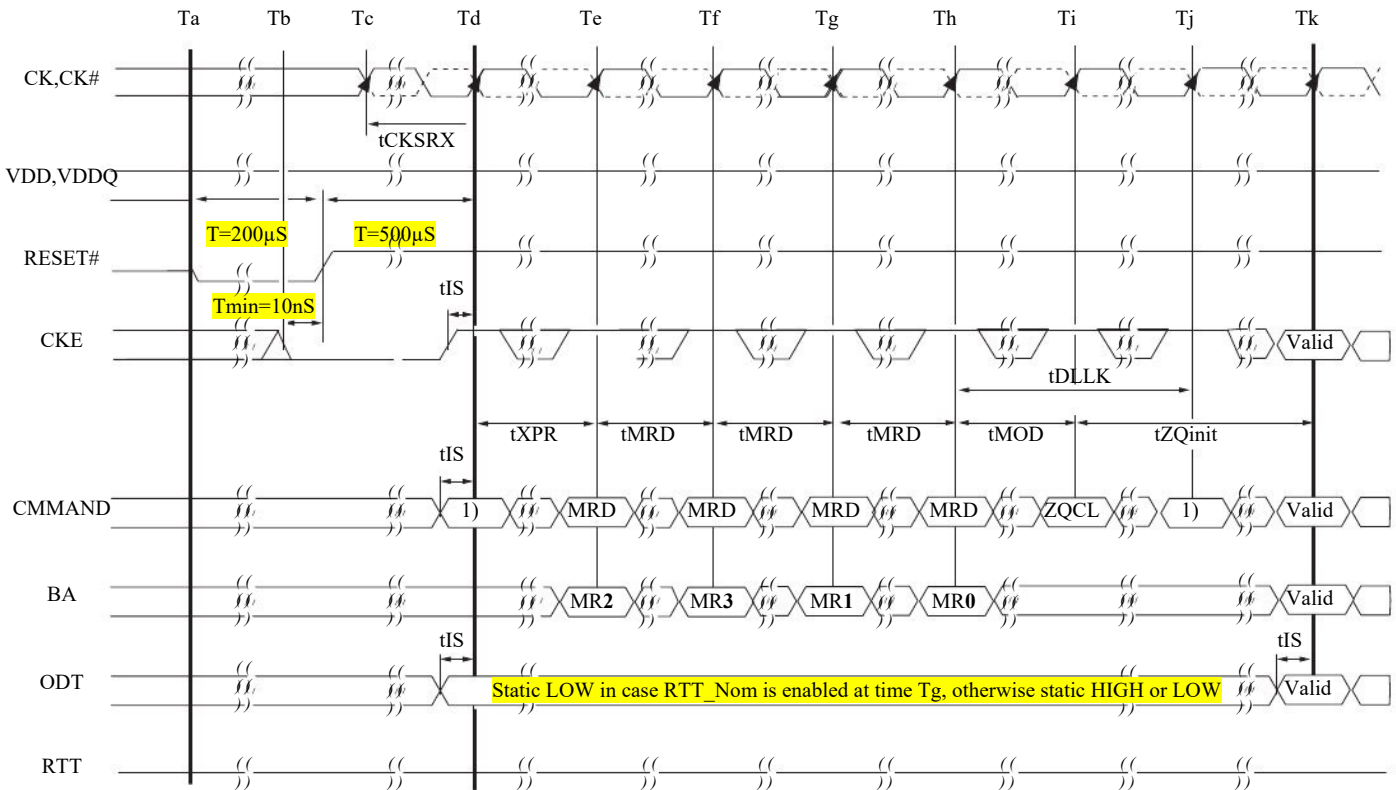 Ta Tb Tc Td Te Tf Tg Th Ti Tj Tk
CK,CK#
tCKSRX
VDD,VDDQ
T=200µS T=500µS
RESET#
Tmin=10nS tIS
CKE Valid
tDLLK
tXPR tMRD tMRD tMRD tMOD tZQinit
tIS
CMMAND 1) MRD MRD MRD MRD ZQCL 1) Valid
BA MR2 MR3 MR1 MR0 Valid
tIS tIS
ODT Static LOW in case RTT_Nom is enabled at time Tg, otherwise static HIGH or LOW Valid
RTT